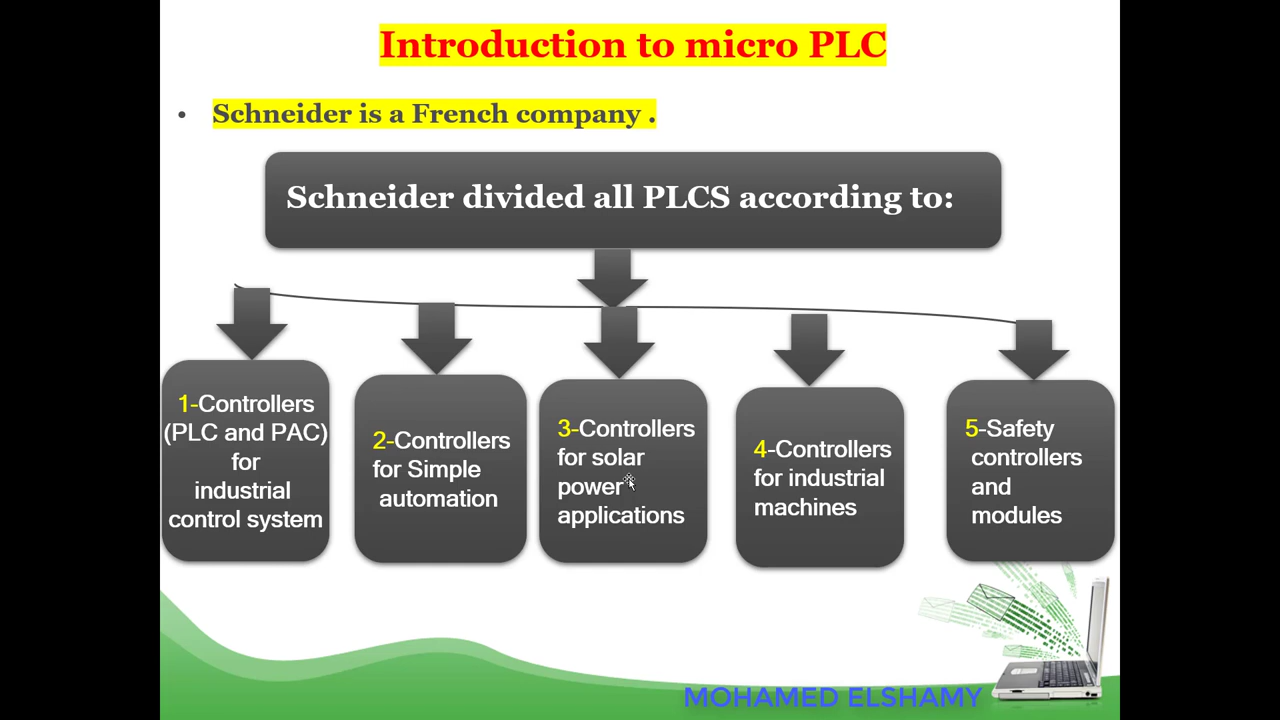 Introduction to micro PLC
• Schneider is a French company .
Schneider divided all PLCS according to:
1-Controllers
(PLC and PAC)
for
industrial
control system
2-Controllers
for Simple
automation
3-Controllers
for solar
power
applications
4-Controllers
for industrial
machines
5-Safety
controllers
and
modules
MOHAMED ELSHAMY